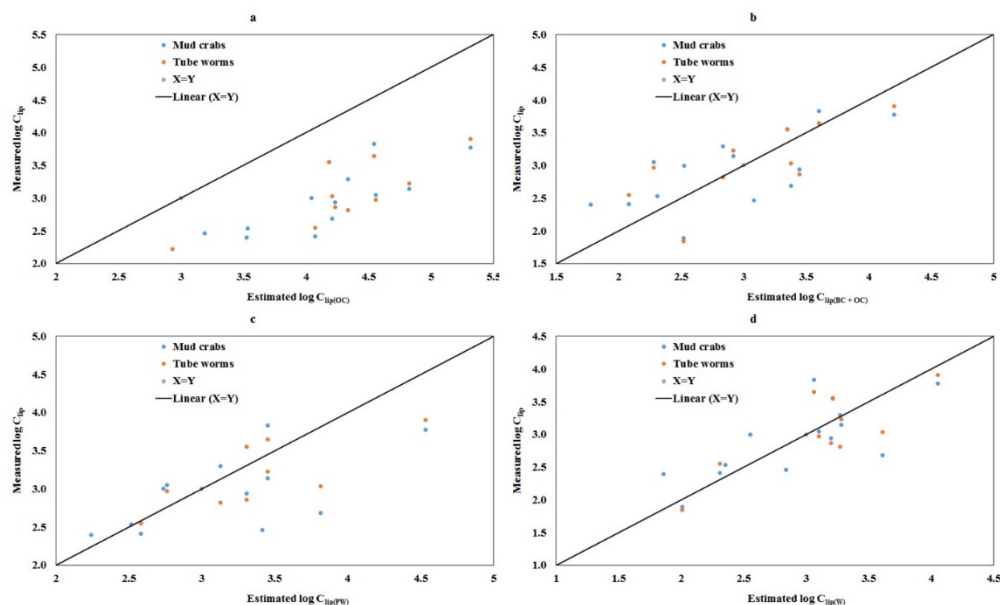 a
5.5
5.0
4.5
4.0
3.5
3.0
2.5
2.0
Measured log C_lip
Mud crabs
Tube worms
X=Y
Linear (X=Y)
2 2.5 3 3.5 4 4.5 5 5.5
Estimated log C_lip(OC)
b
5.0
4.5
4.0
3.5
3.0
2.5
2.0
1.5
Measured log C_lip
Mud crabs
Tube worms
X=Y
Linear (X=Y)
1.5 2 2.5 3 3.5 4 4.5 5
Estimated log C_lip(BC + OC)
c
5.0
4.5
4.0
3.5
3.0
2.5
2.0
Measured log C_lip
Mud crabs
Tube worms
X=Y
Linear (X=Y)
2 2.5 3 3.5 4 4.5 5
Estimated log C_lip(PW)
d
4.5
4.0
3.5
3.0
2.5
2.0
1.5
1.0
Measured log C_lip
Mud crabs
Tube worms
X=Y
Linear (X=Y)
1 1.5 2 2.5 3 3.5 4 4.5
Estimated log C_lip(W)